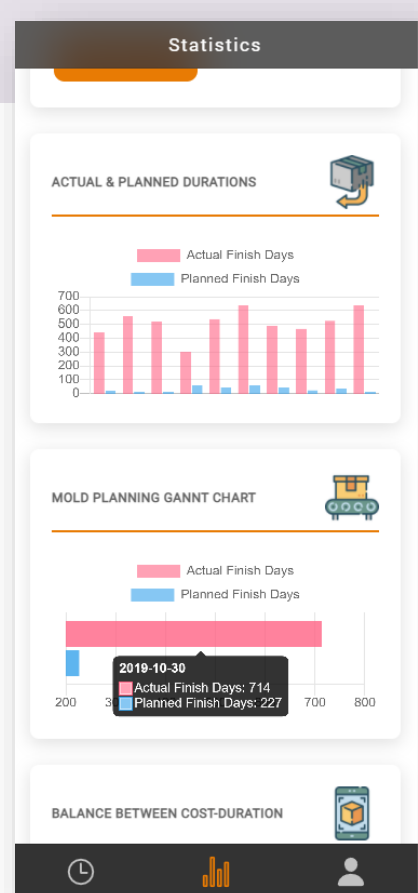 Statistics
ACTUAL & PLANNED DURATIONS
Actual Finish Days
Planned Finish Days
700
600
500
400
300
200
100
0
MOLD PLANNING GANNT CHART
Actual Finish Days
Planned Finish Days
2019-10-30
Actual Finish Days: 714
Planned Finish Days: 227
200 700 800
BALANCE BETWEEN COST-DURATION